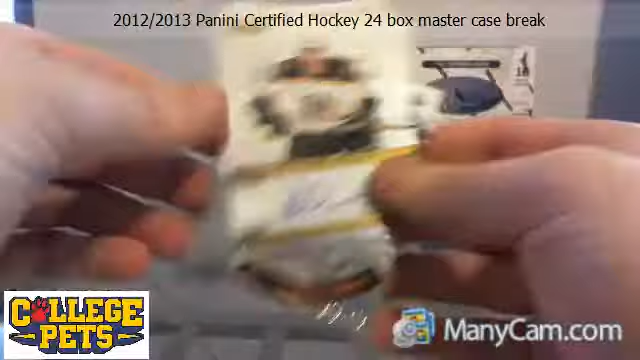 2012/2013 Panini Certified Hockey 24 box master case break
COLLEGE
PETS
ManyCam.com